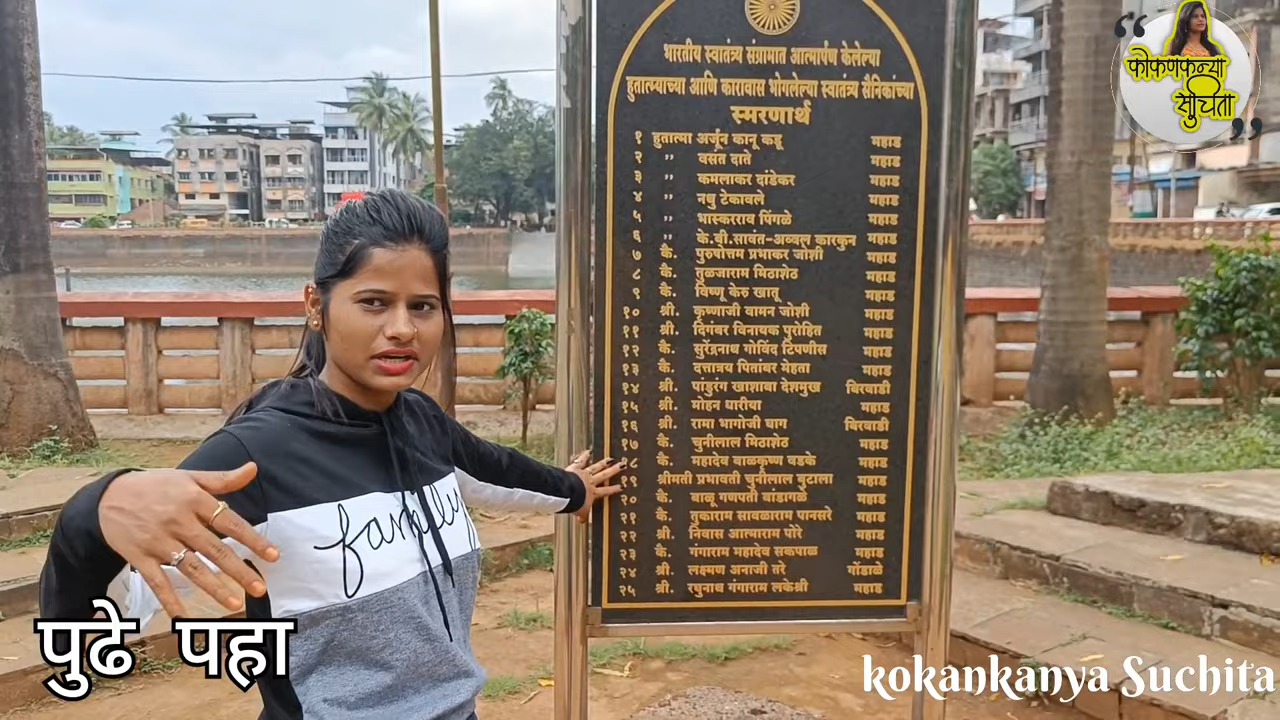 भारतीय स्वातंत्र्य संग्रामात आत्मार्पण केलेल्या
हुतात्म्याच्या आणि कारावास भोगलेल्या स्वातंत्र्य सैनिकांच्या
स्मरणार्थ
१ हुतात्मा अर्जून कानू कडू महाड
२ " वसंत दाते महाड
३ " कमलाकर दांडेकर महाड
४ " नथु टेकावले महाड
५ " भास्करराव पिंगळे महाड
६ " के.बी.सावंत-अव्वल कारकुन महाड
७ कै. पुरुषोत्तम प्रभाकर जोशी महाड
८ कै. तुळजाराम मिठाशेठ महाड
९ कै. विष्णू केरु खातू महाड
१० श्री. कृष्णाजी वामन जोशी महाड
११ श्री. दिगंबर विनायक पुरोहित महाड
१२ कै. सुरेंद्रनाथ गोविंद टिपणीस महाड
१३ कै. दत्तात्रय पितांबर मेहता महाड
१४ श्री. पांडुरंग खाशाबा देशमुख बिरवाडी
१५ श्री. मोहन धारीया महाड
१६ श्री. रामा भागोजी घाग बिरवाडी
१७ कै. चुनीलाल मिठाशेठ महाड
१८ कै. महादेव बाळकृष्ण वडके महाड
१९ श्रीमती प्रभावती चुनीलाल बुटाला महाड
२० कै. बाळू गणपती बांडागळे महाड
२१ कै. तुकाराम सावळाराम पानसरे महाड
२२ श्री. निवास आत्माराम पोरे महाड
२३ कै. गंगाराम महादेव सकपाळ महाड
२४ श्री. लक्ष्मण अनाजी तरे गोंडाळे
२५ श्री. रघुनाथ गंगाराम लकेश्री महाड
कोकणकन्या
सुचिता
family
पुढे पहा
kokankanya Suchita